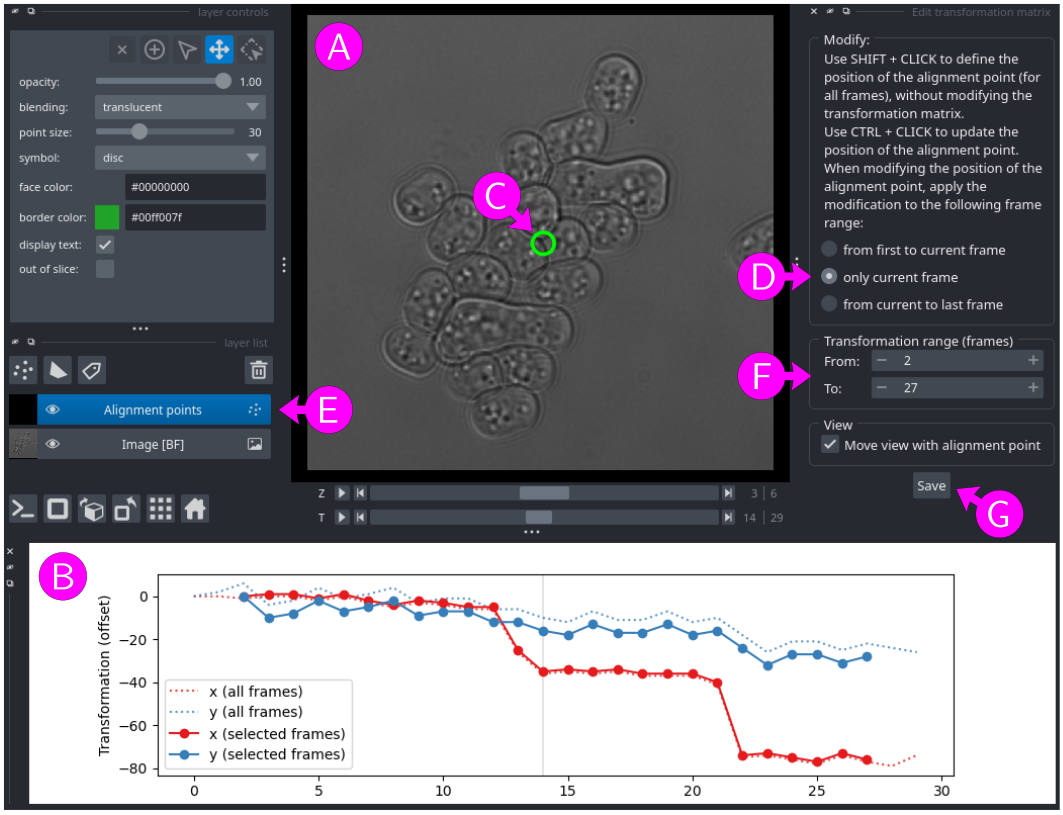 layer controls
opacity: 1.00
blending: translucent
point size: 30
symbol: disc
face color: #00000000
border color: #00ff007f
display text:
out of slice:
layer list
Alignment points
Image [BF]
A
C
E
Z 3 | 6
T 14 | 29
Edit transformation matrix
Modify:
Use SHIFT + CLICK to define the
position of the alignment point (for
all frames), without modifying the
transformation matrix.
Use CTRL + CLICK to update the
position of the alignment point.
When modifying the position of the
alignment point, apply the
modification to the following frame
range:
from first to current frame
D
only current frame
from current to last frame
Transformation range (frames)
From: − 2 +
F
To: − 27 +
View
Move view with alignment point
Save
G
B
Transformation (offset)
0
−20
−40
−60
−80
x (all frames)
y (all frames)
x (selected frames)
y (selected frames)
0 5 10 15 20 25 30